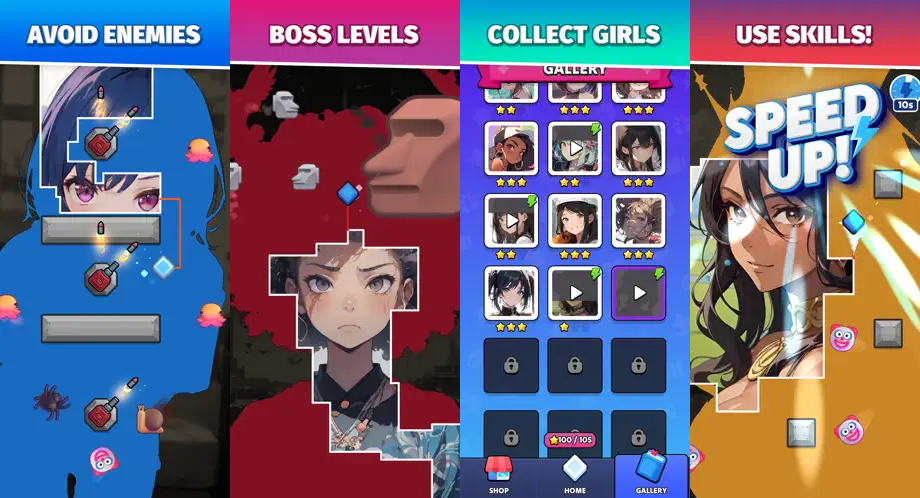 AVOID ENEMIES
BOSS LEVELS
COLLECT GIRLS
GALLERY
100 / 105
SHOP
HOME
GALLERY
USE SKILLS!
10s
SPEED
UP!